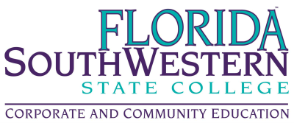 FLORIDA
SOUTHWESTERN
STATE COLLEGE
CORPORATE AND COMMUNITY EDUCATION